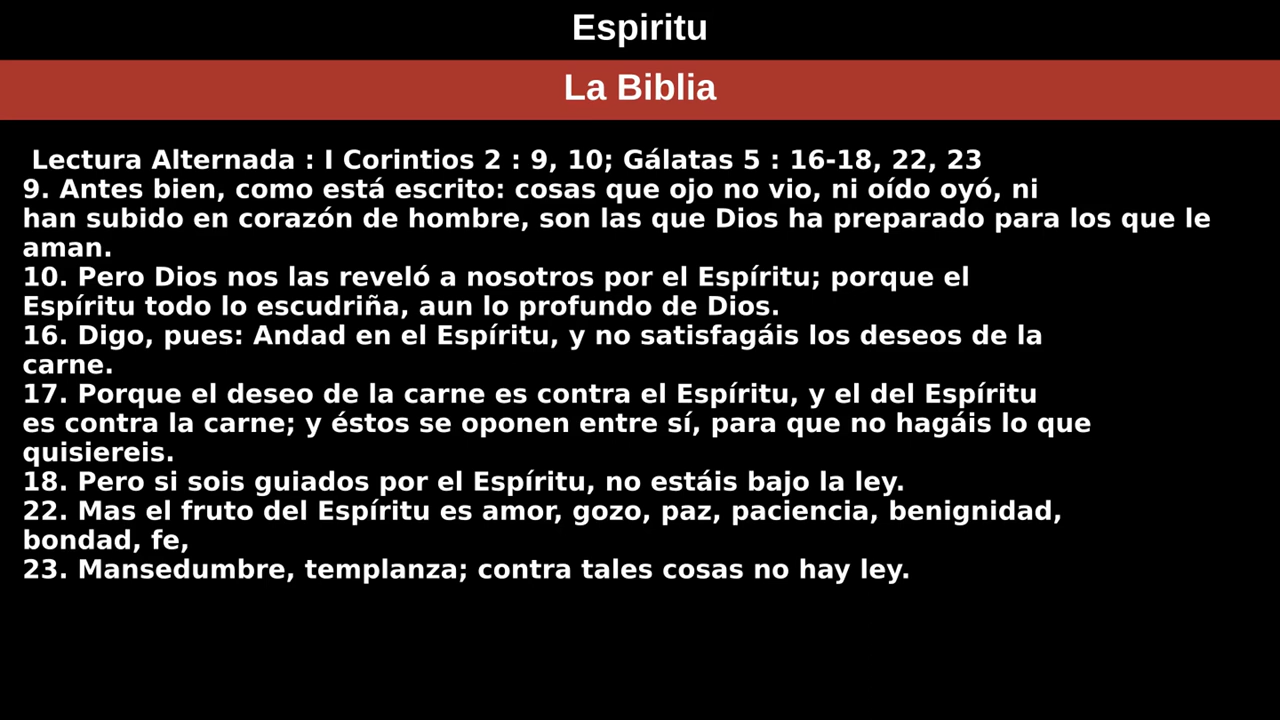 Espiritu
La Biblia
Lectura Alternada : I Corintios 2 : 9, 10; Gálatas 5 : 16-18, 22, 23
9. Antes bien, como está escrito: cosas que ojo no vio, ni oído oyó, ni
han subido en corazón de hombre, son las que Dios ha preparado para los que le
aman.
10. Pero Dios nos las reveló a nosotros por el Espíritu; porque el
Espíritu todo lo escudriña, aun lo profundo de Dios.
16. Digo, pues: Andad en el Espíritu, y no satisfagáis los deseos de la
carne.
17. Porque el deseo de la carne es contra el Espíritu, y el del Espíritu
es contra la carne; y éstos se oponen entre sí, para que no hagáis lo que
quisiereis.
18. Pero si sois guiados por el Espíritu, no estáis bajo la ley.
22. Mas el fruto del Espíritu es amor, gozo, paz, paciencia, benignidad,
bondad, fe,
23. Mansedumbre, templanza; contra tales cosas no hay ley.